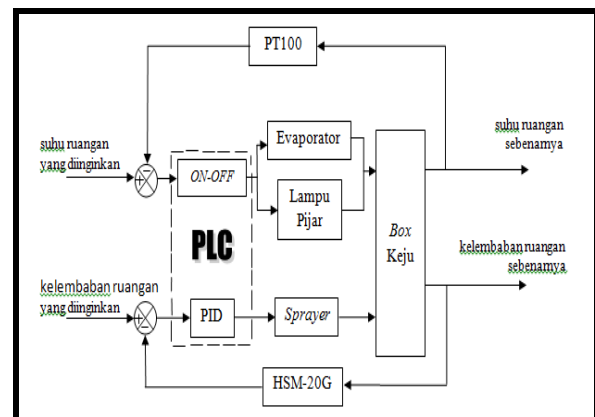 PT100
suhu ruangan
yang diinginkan
suhu ruangan
sebenarnya
Evaporator
ON-OFF
Lampu
Pijar
PLC
Box
Keju
kelembaban ruangan
sebenarnya
kelembaban ruangan
yang diinginkan
PID
Sprayer
HSM-20G